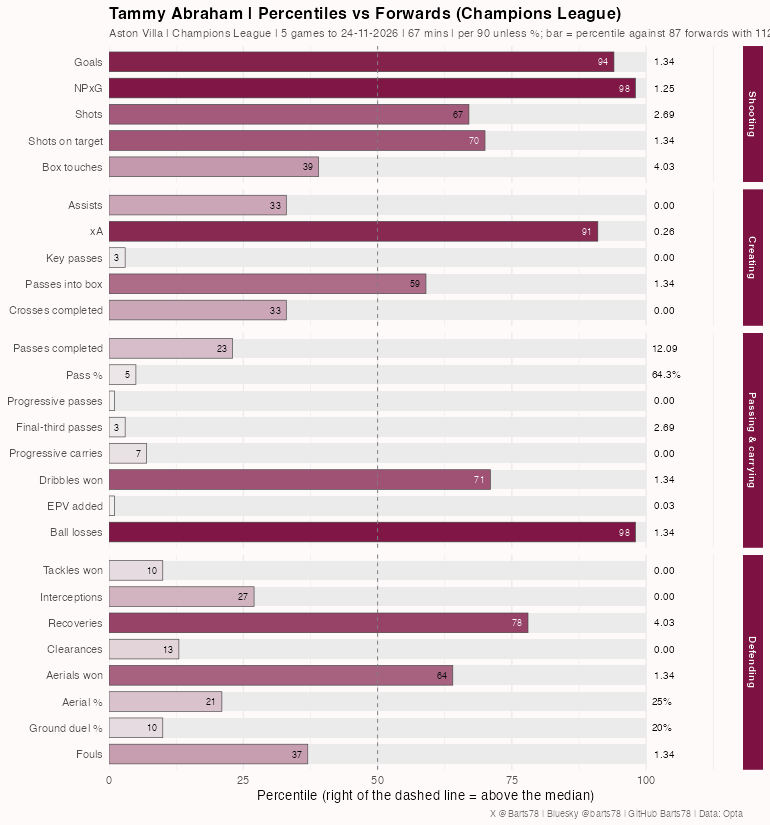 Tammy Abraham | Percentiles vs Forwards (Champions League)
Aston Villa | Champions League | 5 games to 24-11-2026 | 67 mins | per 90 unless %; bar = percentile against 87 forwards with 112
Goals 94 1.34
NPxG 98 1.25
Shots 67 2.69
Shots on target 70 1.34
Box touches 39 4.03
Shooting
Assists 33 0.00
xA 91 0.26
Key passes 3 0.00
Passes into box 59 1.34
Crosses completed 33 0.00
Creating
Passes completed 23 12.09
Pass % 5 64.3%
Progressive passes 0.00
Final-third passes 3 2.69
Progressive carries 7 0.00
Dribbles won 71 1.34
EPV added 0.03
Ball losses 98 1.34
Passing & carrying
Tackles won 10 0.00
Interceptions 27 0.00
Recoveries 78 4.03
Clearances 13 0.00
Aerials won 64 1.34
Aerial % 21 25%
Ground duel % 10 20%
Fouls 37 1.34
Defending
0 25 50 75 100
Percentile (right of the dashed line = above the median)
X @Barts78 | Bluesky @barts78 | GitHub Barts78 | Data: Opta